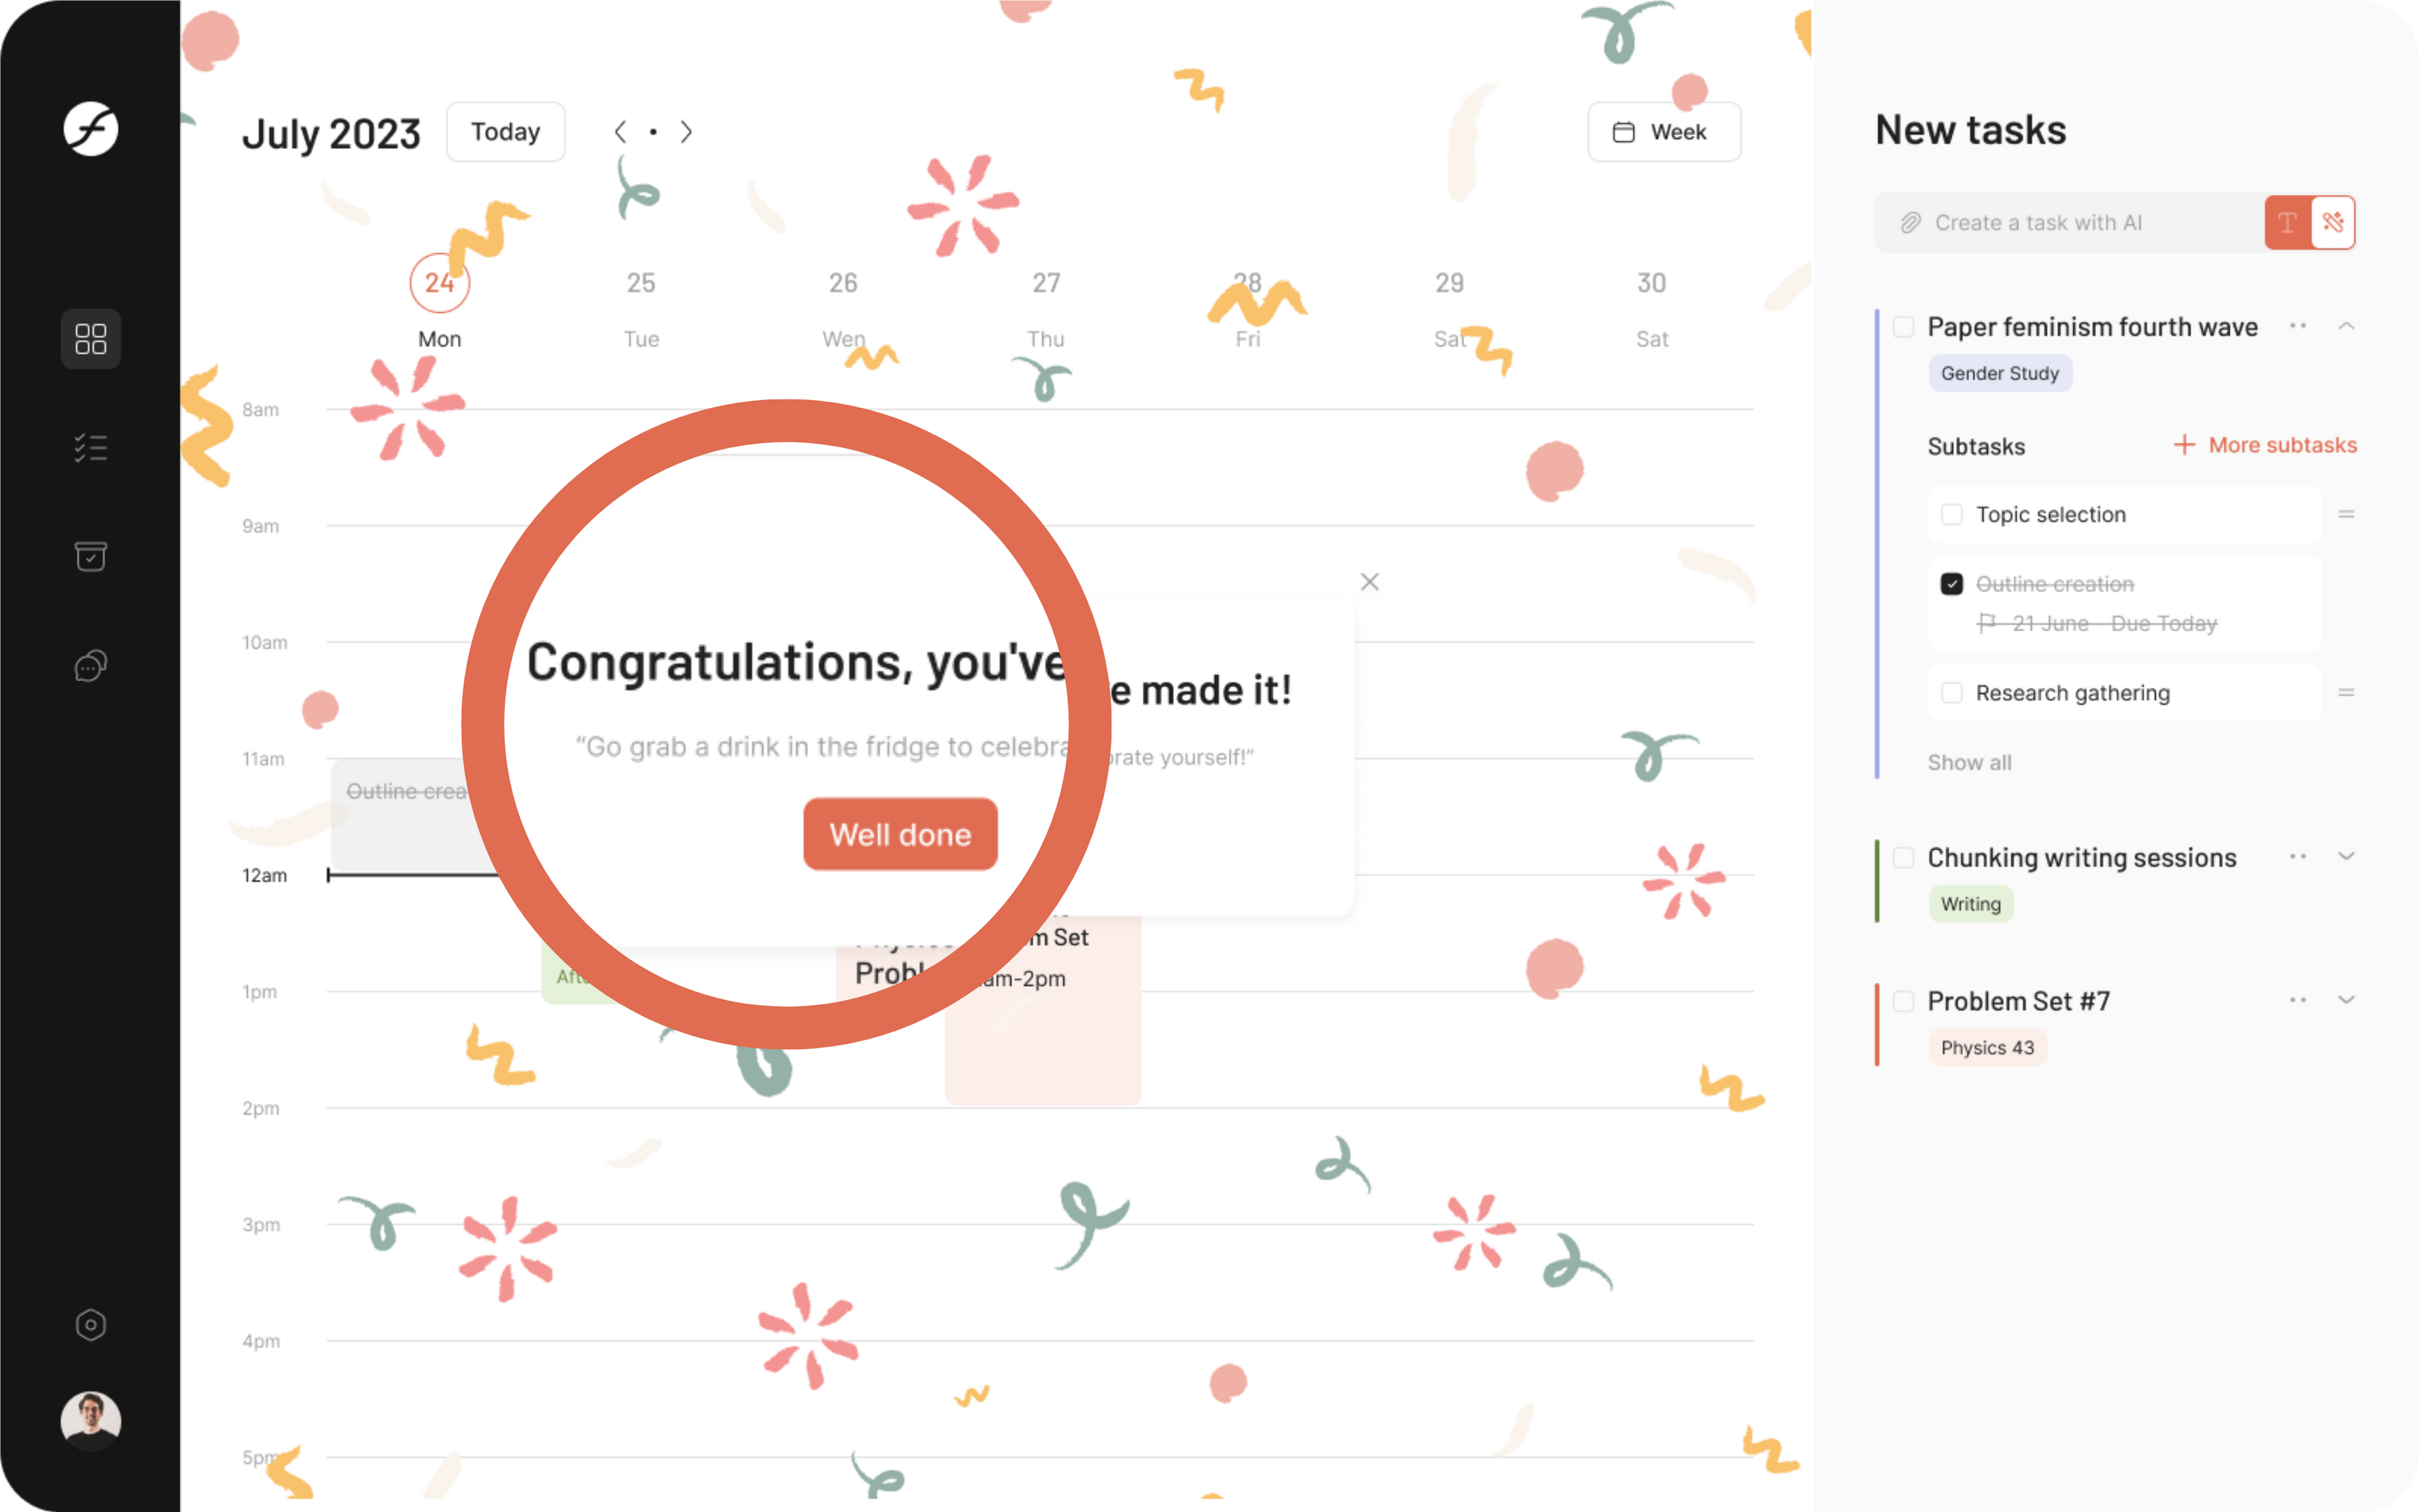 July 2023
Today
Week
24 25 26 27 28 29 30
Mon Tue Wen Thu Fri Sat Sat
8am
9am
10am
11am
12am
1pm
2pm
3pm
4pm
5pm
Outline crea
Congratulations, you've
e made it!
“Go grab a drink in the fridge to celebra
orate yourself!”
Well done
m Set
Probl
am-2pm
New tasks
Create a task with AI
T
Paper feminism fourth wave
Gender Study
Subtasks
+ More subtasks
Topic selection
Outline creation
21 June - Due Today
Research gathering
Show all
Chunking writing sessions
Writing
Problem Set #7
Physics 43